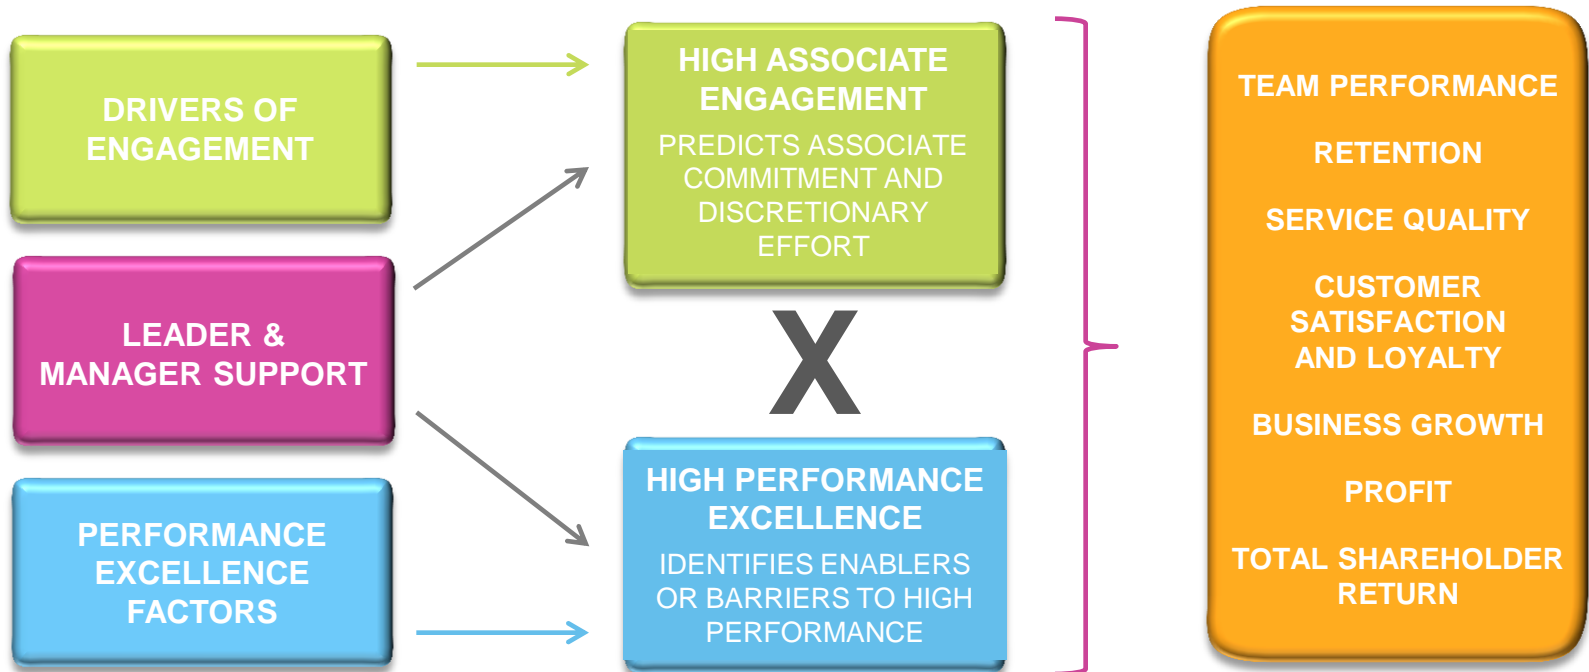 DRIVERS OF
ENGAGEMENT
LEADER &
MANAGER SUPPORT
PERFORMANCE
EXCELLENCE
FACTORS
HIGH ASSOCIATE
ENGAGEMENT
PREDICTS ASSOCIATE
COMMITMENT AND
DISCRETIONARY
EFFORT
X
HIGH PERFORMANCE
EXCELLENCE
IDENTIFIES ENABLERS
OR BARRIERS TO HIGH
PERFORMANCE
TEAM PERFORMANCE
RETENTION
SERVICE QUALITY
CUSTOMER
SATISFACTION
AND LOYALTY
BUSINESS GROWTH
PROFIT
TOTAL SHAREHOLDER
RETURN